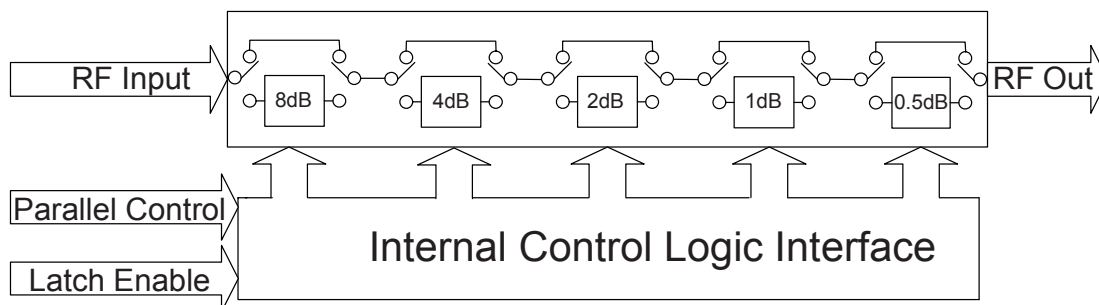 RF Input
8dB
4dB
2dB
1dB
0.5dB
RF Out
Parallel Control
Internal Control Logic Interface
Latch Enable